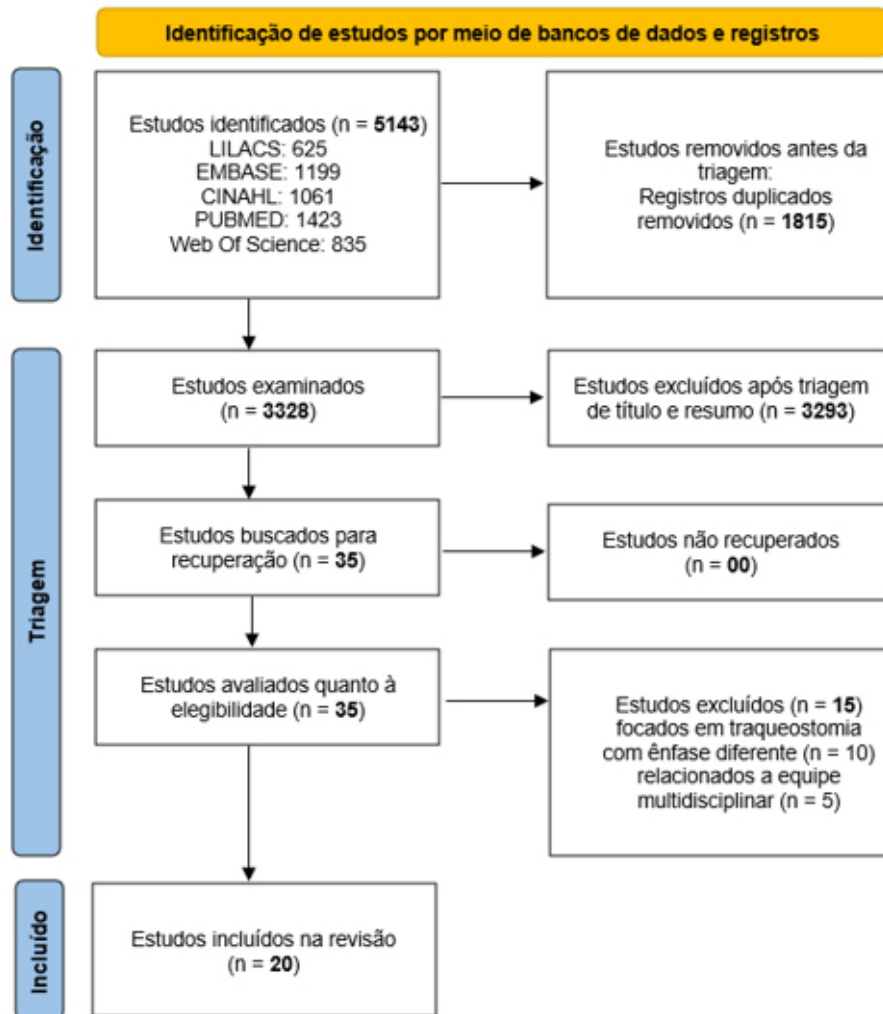 Identificação de estudos por meio de bancos de dados e registros
Identificação
Estudos identificados (n = 5143)
LILACS: 625
EMBASE: 1199
CINAHL: 1061
PUBMED: 1423
Web Of Science: 835
Estudos removidos antes da
triagem:
Registros duplicados
removidos (n = 1815)
Triagem
Estudos examinados
(n = 3328)
Estudos excluídos após triagem
de título e resumo (n = 3293)
Estudos buscados para
recuperação (n = 35)
Estudos não recuperados
(n = 00)
Estudos avaliados quanto à
elegibilidade (n = 35)
Estudos excluídos (n = 15)
focados em traqueostomia
com ênfase diferente (n = 10)
relacionados a equipe
multidisciplinar (n = 5)
Incluído
Estudos incluídos na revisão
(n = 20)